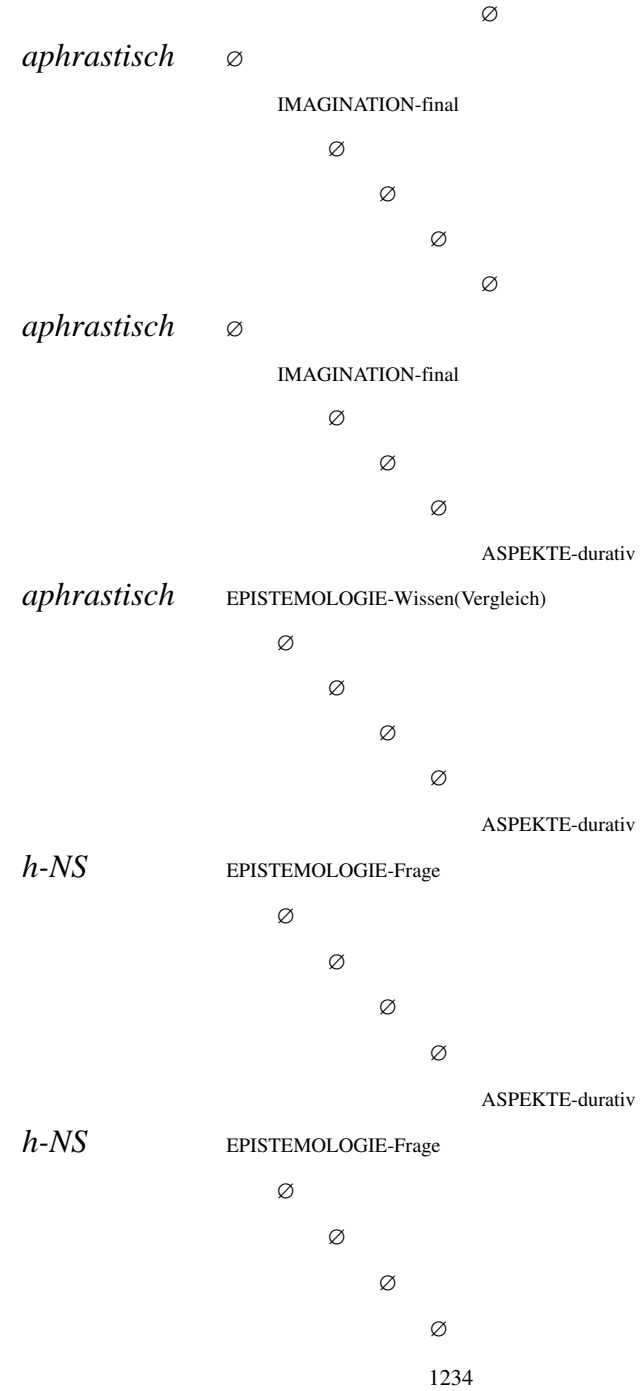 ∅
aphrastisch ∅
IMAGINATION-final
∅
∅
∅
∅
aphrastisch ∅
IMAGINATION-final
∅
∅
∅
ASPEKTE-durativ
aphrastisch EPISTEMOLOGIE-Wissen(Vergleich)
∅
∅
∅
∅
ASPEKTE-durativ
h-NS EPISTEMOLOGIE-Frage
∅
∅
∅
∅
ASPEKTE-durativ
h-NS EPISTEMOLOGIE-Frage
∅
∅
∅
∅
1234